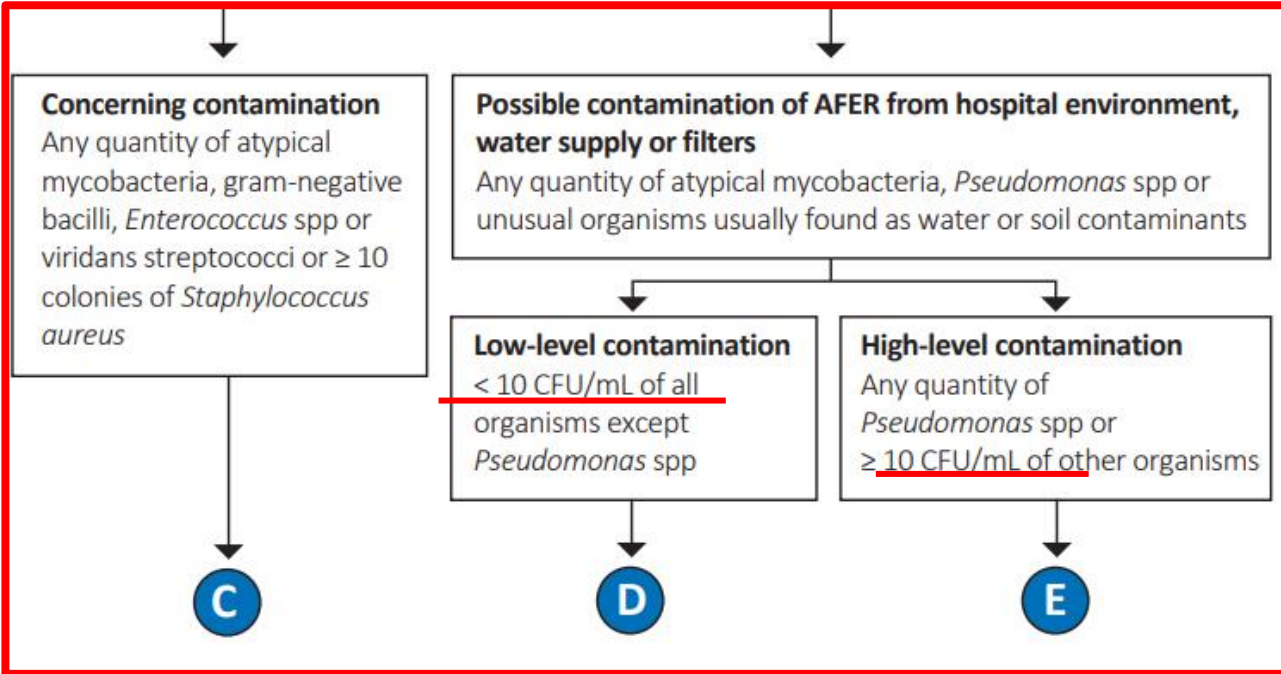 Concerning contamination
Any quantity of atypical
mycobacteria, gram-negative
bacilli, Enterococcus spp or
viridans streptococci or ≥ 10
colonies of Staphylococcus
aureus
Possible contamination of AFER from hospital environment,
water supply or filters
Any quantity of atypical mycobacteria, Pseudomonas spp or
unusual organisms usually found as water or soil contaminants
Low-level contamination
< 10 CFU/mL of all
organisms except
Pseudomonas spp
High-level contamination
Any quantity of
Pseudomonas spp or
≥ 10 CFU/mL of other organisms
C
D
E